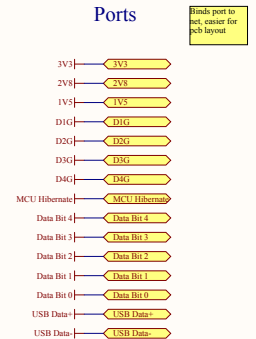 Ports
Binds port to
net, easier for
pcb layout
3V3 3V3
2V8 2V8
1V5 1V5
D1G D1G
D2G D2G
D3G D3G
D4G D4G
MCU Hibernate MCU Hibernate
Data Bit 4 Data Bit 4
Data Bit 3 Data Bit 3
Data Bit 2 Data Bit 2
Data Bit 1 Data Bit 1
Data Bit 0 Data Bit 0
USB Data+ USB Data+
USB Data- USB Data-